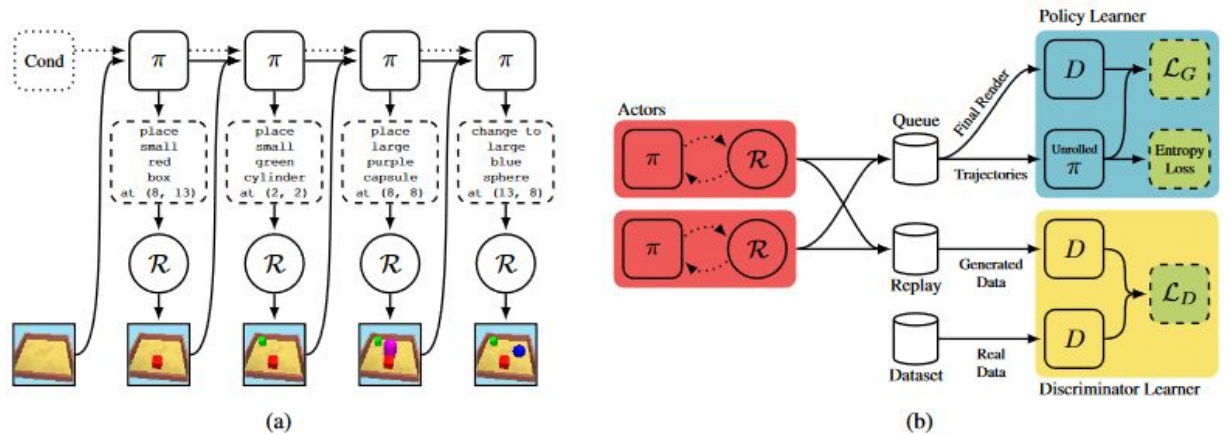 Cond
π
π
π
π
place
small
red
box
at (8, 13)
place
small
green
cylinder
at (2, 2)
place
large
purple
capsule
at (8, 8)
change to
large
blue
sphere
at (13, 8)
R
R
R
R
(a)
Policy Learner
Actors
π
R
π
R
Queue
Final Render
Trajectories
D
ℒG
Unrolled
π
Entropy
Loss
Replay
Generated
Data
Dataset
Real
Data
D
D
ℒD
Discriminator Learner
(b)